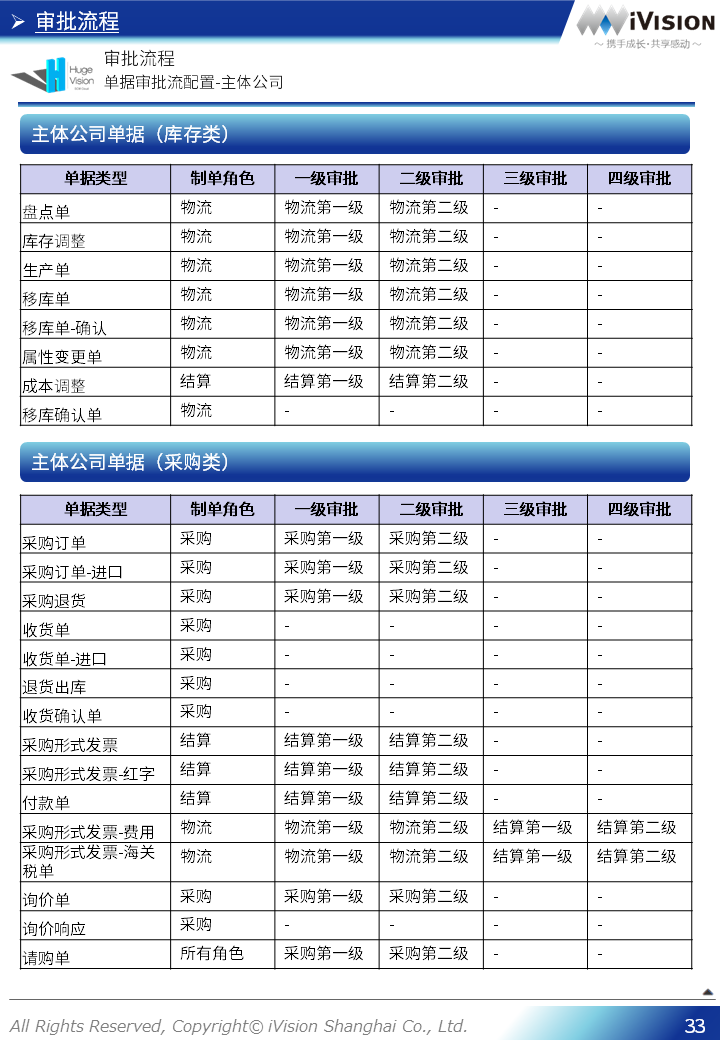 ➢ 审批流程
iVISION
～ 携手成长·共享感动 ～
Huge
Vision
审批流程
单据审批流配置-主体公司
主体公司单据（库存类）
单据类型 制单角色 一级审批 二级审批 三级审批 四级审批
盘点单 物流 物流第一级 物流第二级 - -
库存调整 物流 物流第一级 物流第二级 - -
生产单 物流 物流第一级 物流第二级 - -
移库单 物流 物流第一级 物流第二级 - -
移库单-确认 物流 物流第一级 物流第二级 - -
属性变更单 物流 物流第一级 物流第二级 - -
成本调整 结算 结算第一级 结算第二级 - -
移库确认单 物流 - - - -
主体公司单据（采购类）
单据类型 制单角色 一级审批 二级审批 三级审批 四级审批
采购订单 采购 采购第一级 采购第二级 - -
采购订单-进口 采购 采购第一级 采购第二级 - -
采购退货 采购 采购第一级 采购第二级 - -
收货单 采购 - - - -
收货单-进口 采购 - - - -
退货出库 采购 - - - -
收货确认单 采购 - - - -
采购形式发票 结算 结算第一级 结算第二级 - -
采购形式发票-红字 结算 结算第一级 结算第二级 - -
付款单 结算 结算第一级 结算第二级 - -
采购形式发票-费用 物流 物流第一级 物流第二级 结算第一级 结算第二级
采购形式发票-海关
税单 物流 物流第一级 物流第二级 结算第一级 结算第二级
询价单 采购 采购第一级 采购第二级 - -
询价响应 采购 - - - -
请购单 所有角色 采购第一级 采购第二级 - -
All Rights Reserved, Copyright© iVision Shanghai Co., Ltd.
33